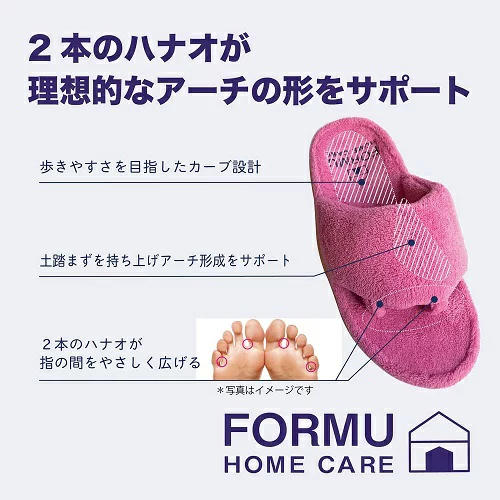 2本のハナオが
理想的なアーチの形をサポート
歩きやすさを目指したカーブ設計
土踏まずを持ち上げアーチ形成をサポート
２本のハナオが
指の間をやさしく広げる
＊写真はイメージです
FORMU
HOME CARE